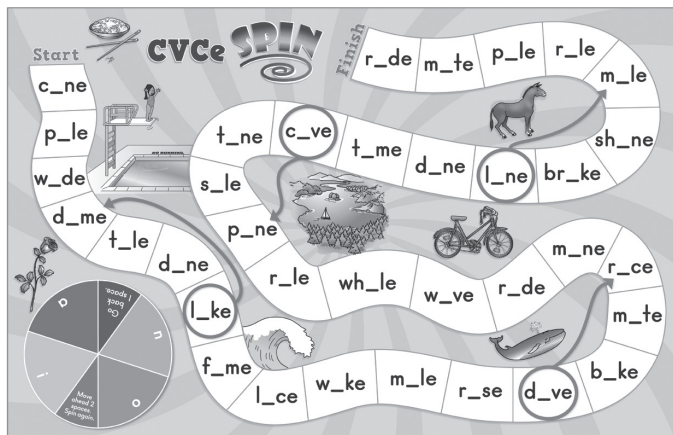 CVCe SPIN
Start
c_ne
p_le
w_de
d_me
t_le
d_ne
l_ke
f_me
l_ce
w_ke
m_le
r_se
d_ve
b_ke
m_te
r_ce
m_ne
r_de
w_ve
wh_le
r_le
p_ne
s_le
t_ne
c_ve
t_me
d_ne
l_ne
br_ke
sh_ne
m_le
r_le
p_le
m_te
r_de
Finish
NO RUNNING
a
Go
back
1 space.
u
o
Move
ahead 2
spaces.
Spin again.
i